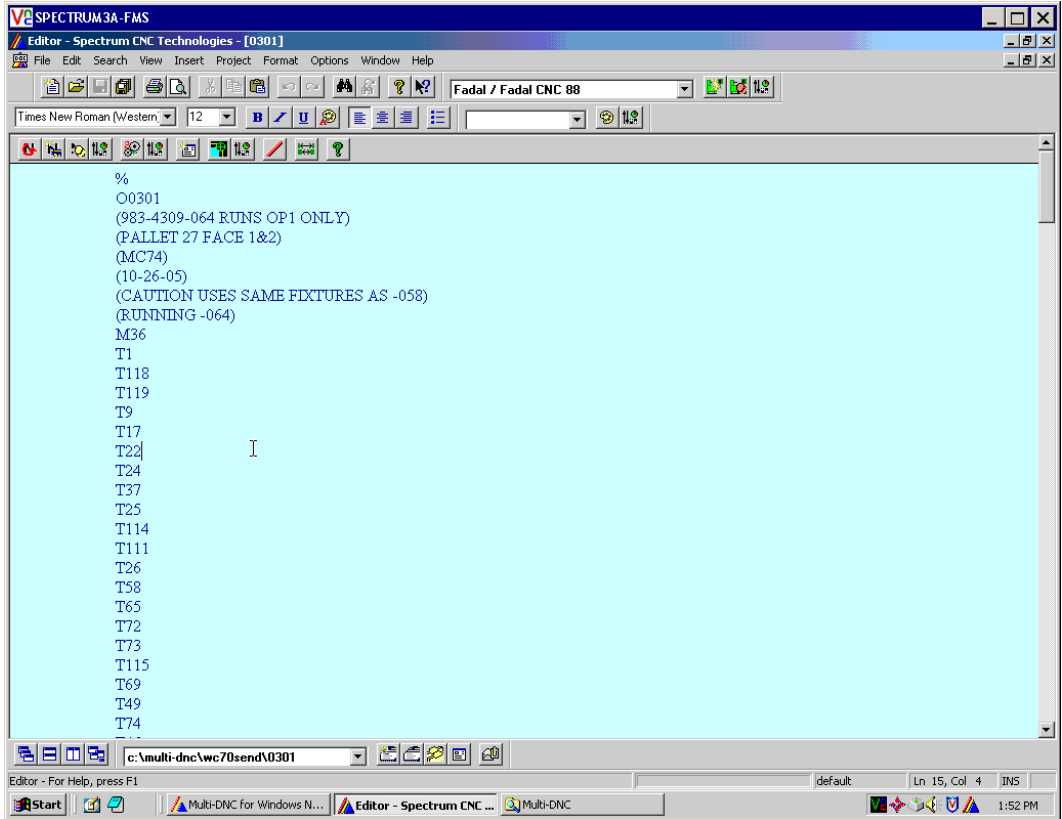 SPECTRUM3A-FMS
Editor - Spectrum CNC Technologies - [0301]
File Edit Search View Insert Project Format Options Window Help
Fadal / Fadal CNC 88
Times New Roman (Western) 12 B I U
%
O0301
(983-4309-064 RUNS OP1 ONLY)
(PALLET 27 FACE 1&2)
(MC74)
(10-26-05)
(CAUTION USES SAME FIXTURES AS -058)
(RUNNING -064)
M36
T1
T118
T119
T9
T17
T22
T24
T37
T25
T114
T111
T26
T58
T65
T72
T73
T115
T69
T49
T74
c:\multi-dnc\wc70send\0301
Editor - For Help, press F1 default Ln 15, Col 4 INS
Start Multi-DNC for Windows N... Editor - Spectrum CNC ... Multi-DNC 1:52 PM